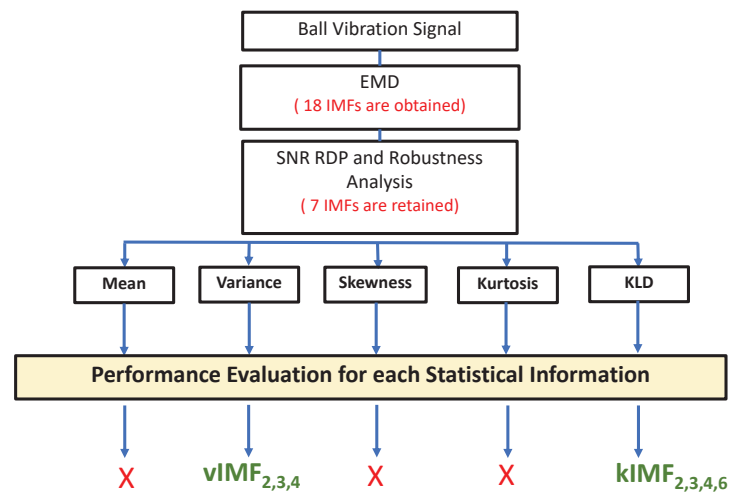 Ball Vibration Signal
EMD
( 18 IMFs are obtained)
SNR RDP and Robustness
Analysis
( 7 IMFs are retained)
Mean Variance Skewness Kurtosis KLD
Performance Evaluation for each Statistical Information
X vIMF2,3,4 X X kIMF2,3,4,6